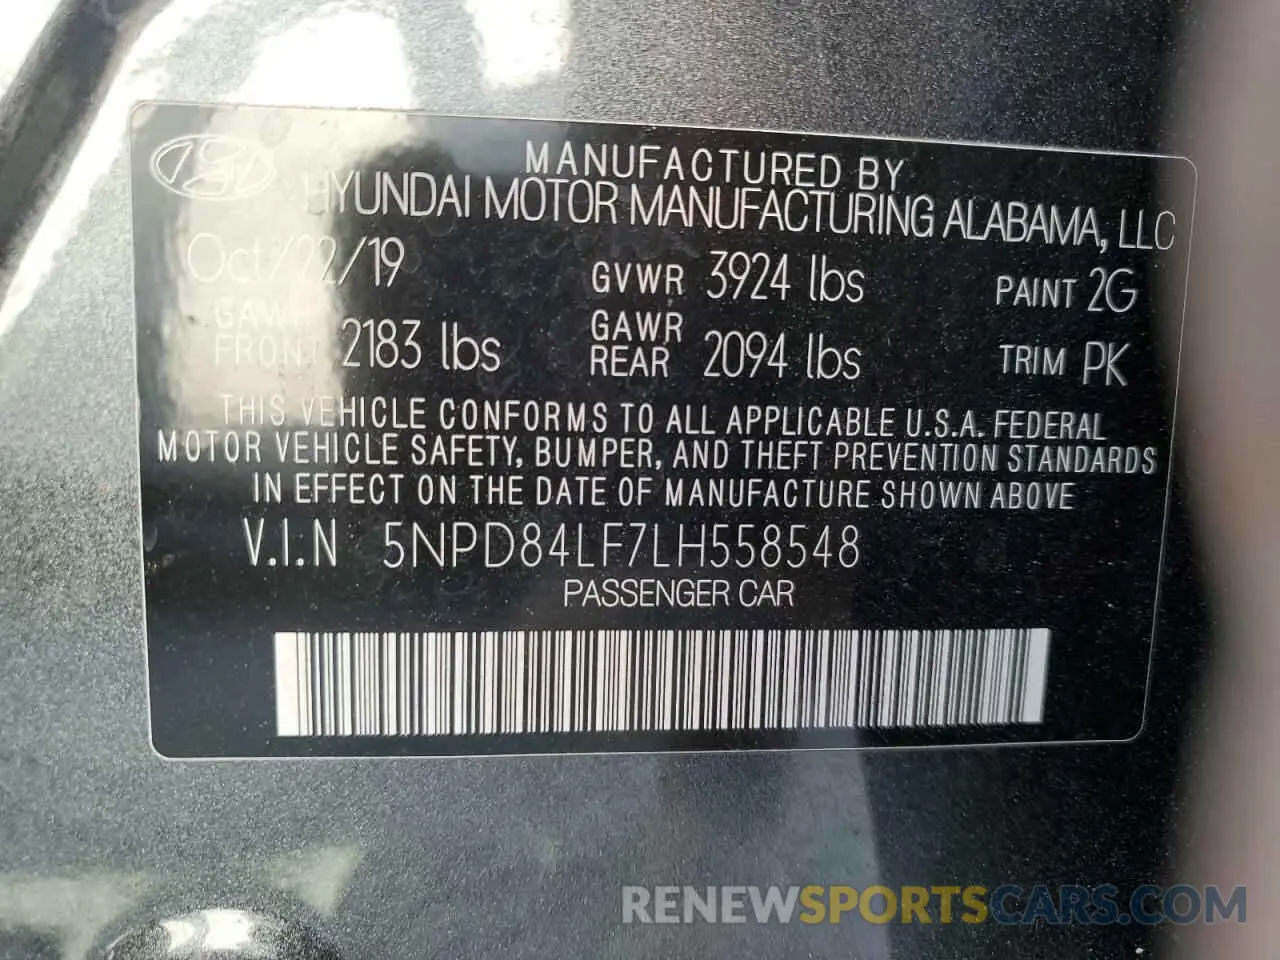 MANUFACTURED BY
HYUNDAI MOTOR MANUFACTURING ALABAMA, LLC
Oct/22/19 GVWR 3924 lbs PAINT 2G
GAWR FRONT 2183 lbs GAWR REAR 2094 lbs TRIM PK
THIS VEHICLE CONFORMS TO ALL APPLICABLE U.S.A. FEDERAL
MOTOR VEHICLE SAFETY, BUMPER, AND THEFT PREVENTION STANDARDS
IN EFFECT ON THE DATE OF MANUFACTURE SHOWN ABOVE
V.I.N 5NPD84LF7LH558548
PASSENGER CAR
RENEWSPORTSCARS.COM